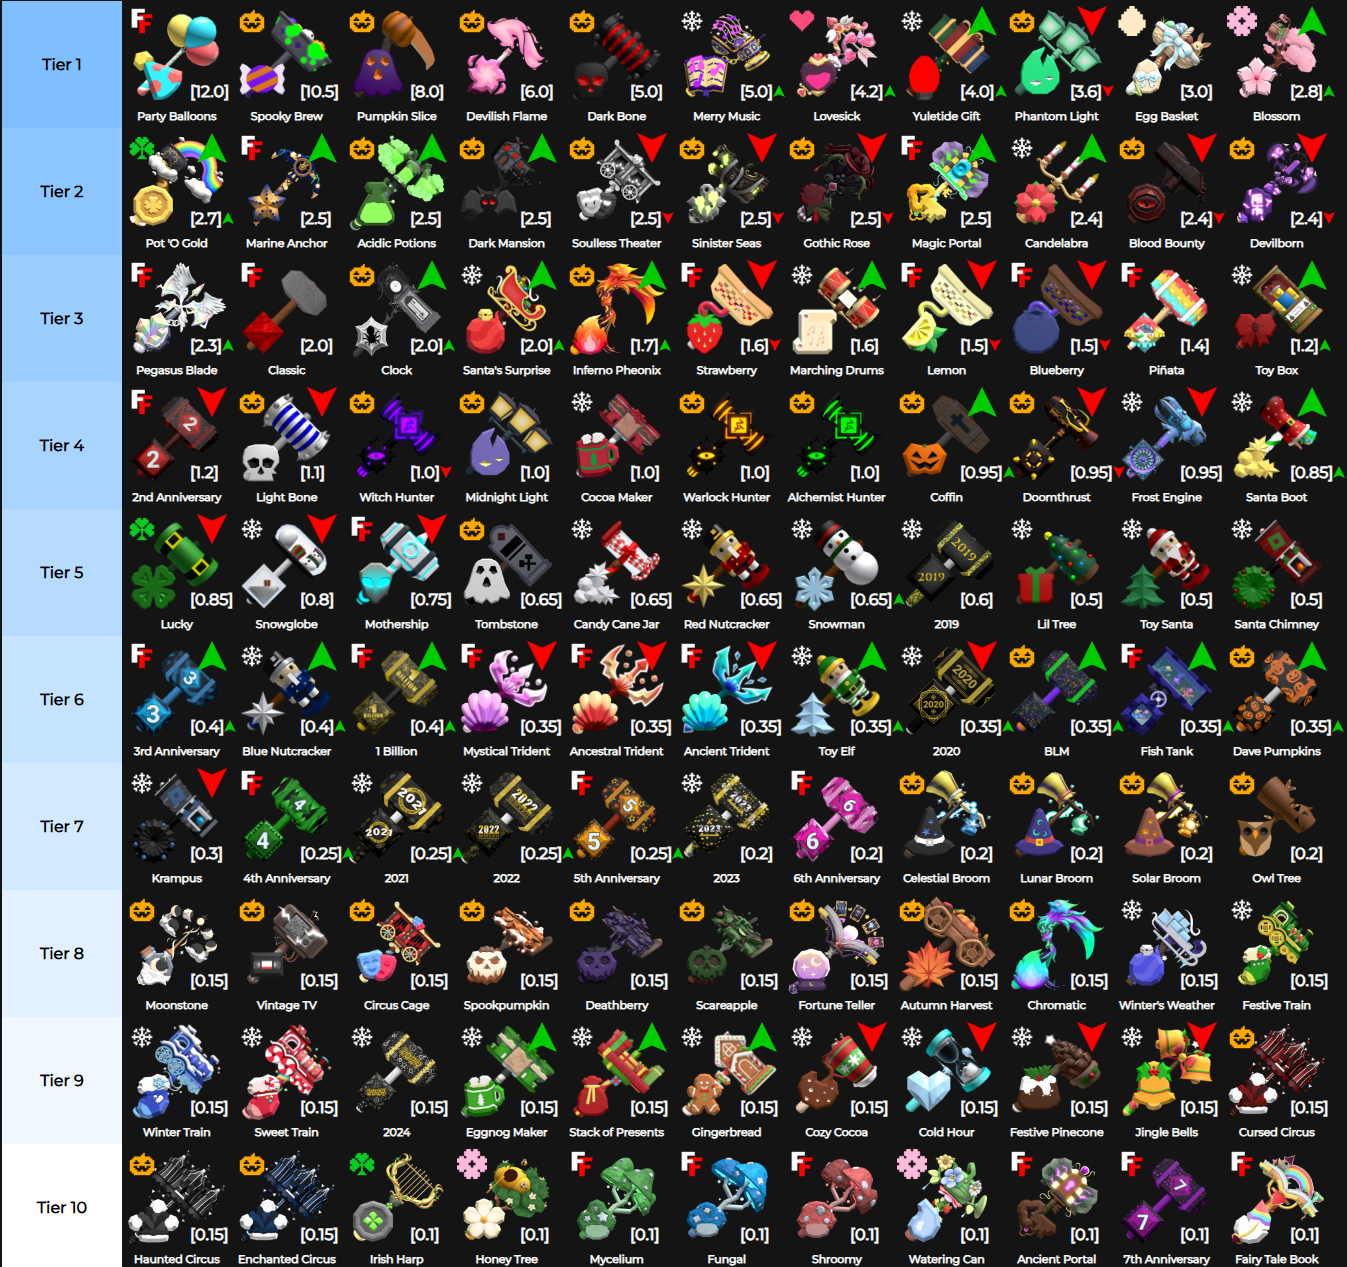 Tier 1
[12.0] [10.5] [8.0] [6.0] [5.0] [5.0] [4.2] [4.0] [3.6] [3.0] [2.8]
Party Balloons Spooky Brew Pumpkin Slice Devilish Flame Dark Bone Merry Music Lovesick Yuletide Gift Phantom Light Egg Basket Blossom
Tier 2
[2.7] [2.5] [2.5] [2.5] [2.5] [2.5] [2.5] [2.5] [2.4] [2.4] [2.4]
Pot 'O Gold Marine Anchor Acidic Potions Dark Mansion Soulless Theater Sinister Seas Gothic Rose Magic Portal Candelabra Blood Bounty Devilborn
Tier 3
[2.3] [2.0] [2.0] [2.0] [1.7] [1.6] [1.6] [1.5] [1.5] [1.4] [1.2]
Pegasus Blade Classic Clock Santa's Surprise Inferno Pheonix Strawberry Marching Drums Lemon Blueberry Piñata Toy Box
Tier 4
[1.2] [1.1] [1.0] [1.0] [1.0] [1.0] [1.0] [0.95] [0.95] [0.95] [0.85]
2nd Anniversary Light Bone Witch Hunter Midnight Light Cocoa Maker Warlock Hunter Alchemist Hunter Coffin Doomthrust Frost Engine Santa Boot
Tier 5
[0.85] [0.8] [0.75] [0.65] [0.65] [0.65] [0.65] [0.6] [0.5] [0.5] [0.5]
Lucky Snowglobe Mothership Tombstone Candy Cane Jar Red Nutcracker Snowman 2019 Lil Tree Toy Santa Santa Chimney
Tier 6
[0.4] [0.4] [0.4] [0.35] [0.35] [0.35] [0.35] [0.35] [0.35] [0.35] [0.35]
3rd Anniversary Blue Nutcracker 1 Billion Mystical Trident Ancestral Trident Ancient Trident Toy Elf 2020 BLM Fish Tank Dave Pumpkins
Tier 7
[0.3] [0.25] [0.25] [0.25] [0.25] [0.2] [0.2] [0.2] [0.2] [0.2] [0.2]
Krampus 4th Anniversary 2021 2022 5th Anniversary 2023 6th Anniversary Celestial Broom Lunar Broom Solar Broom Owl Tree
Tier 8
[0.15] [0.15] [0.15] [0.15] [0.15] [0.15] [0.15] [0.15] [0.15] [0.15] [0.15]
Moonstone Vintage TV Circus Cage Spookpumpkin Deathberry Scareapple Fortune Teller Autumn Harvest Chromatic Winter's Weather Festive Train
Tier 9
[0.15] [0.15] [0.15] [0.15] [0.15] [0.15] [0.15] [0.15] [0.15] [0.15] [0.15]
Winter Train Sweet Train 2024 Eggnog Maker Stack of Presents Gingerbread Cozy Cocoa Cold Hour Festive Pinecone Jingle Bells Cursed Circus
Tier 10
[0.15] [0.15] [0.1] [0.1] [0.1] [0.1] [0.1] [0.1] [0.1] [0.1] [0.1]
Haunted Circus Enchanted Circus Irish Harp Honey Tree Mycelium Fungal Shroomy Watering Can Ancient Portal 7th Anniversary Fairy Tale Book